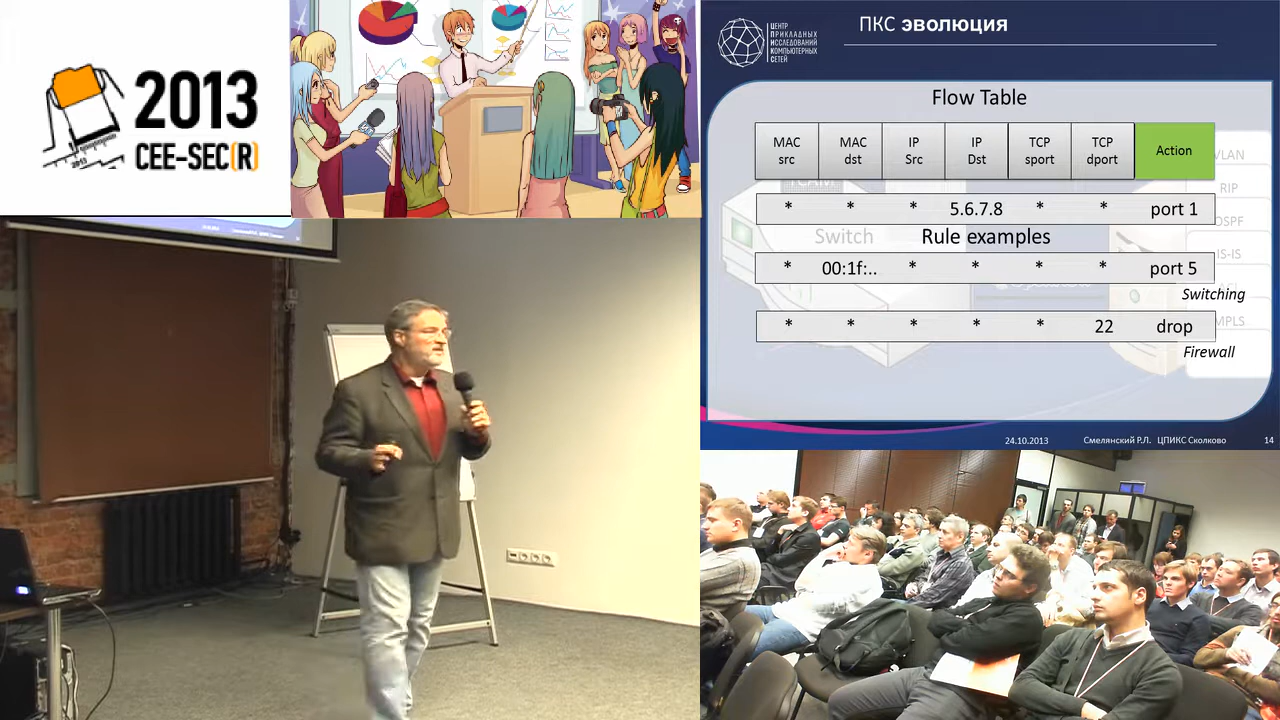 2013
CEE-SEC(R)
2013
ЦЕНТР
ПРИКЛАДНЫХ
ИССЛЕДОВАНИЙ
КОМПЬЮТЕРНЫХ
СЕТЕЙ
ПКС эволюция
Flow Table
MAC src
MAC dst
IP Src
IP Dst
TCP sport
TCP dport
Action
* * * 5.6.7.8 * * port 1
Switch
Rule examples
* 00:1f:.. * * * * port 5
Switching
* * * * * 22 drop
Firewall
VLAN
RIP
OSPF
IS-IS
MPLS
24.10.2013
Смелянский Р.Л. ЦПИКС Сколково
14